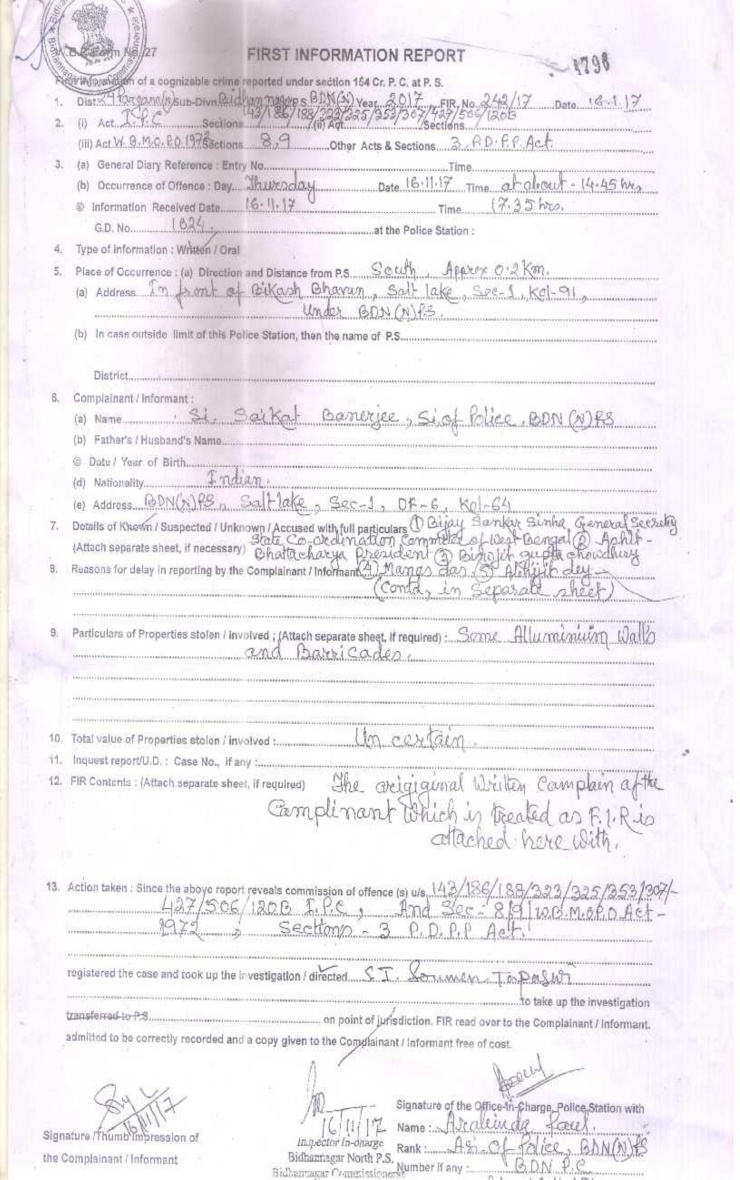 W.B.P. Form No. 27
FIRST INFORMATION REPORT
1798
First Information of a cognizable crime reported under section 154 Cr. P. C. at P. S.
1. Dist. Pargana(N) Sub-Divn. Bidhannagar P.S. BDN(N) Year 2017 FIR. No. 242/17 Date 16-1.17
143/186/188/323/325/353/307/427/506/120B
2. (i) Act I.P.C Sections (ii) Act Sections
(iii) Act W.B.M.O.P.O. 1972 Sections 8,9 Other Acts & Sections 3 P.D.P.P Act.
3. (a) General Diary Reference : Entry No. Time
(b) Occurrence of Offence : Day Thursday Date 16-11-17 Time at about - 14.45 hrs
© Information Received Date 16-11-17 Time 17.35 hrs.
G.D. No. 1024 at the Police Station :
4. Type of Information : Written / Oral
5. Place of Occurrence : (a) Direction and Distance from P.S. South, Approx 0.2 Km.
(a) Address In front of Bikash Bhavan, Salt lake, Sec-1, Kol-91,
Under BDN(N)PS.
(b) In case outside limit of this Police Station, then the name of P.S.
District
6. Complainant / Informant :
(a) Name SI. Saikat Banerjee, SI of Police, BDN(N)PS
(b) Father's / Husband's Name
© Date / Year of Birth
(d) Nationality Indian.
(e) Address BDN(N)PS, Salt lake, Sec-1, DF-6, Kol-64
7. Details of Known / Suspected / Unknown / Accused with full particulars ① Bijay Sankar Sinha, General Secretry
State Co-ordination Committe of West Bengal ②
(Attach separate sheet, if necessary) Bhattacharya President ③ gupta chowdhury
8. Reasons for delay in reporting by the Complainant / Informant ④ Manas das, ⑤ Abhijit dey -
(Contd, in Separate sheet)
9. Particulars of Properties stolen / involved ; (Attach separate sheet, if required) : Some Alluminium Walls
and Barricades.
10. Total value of Properties stolen / involved : Un certain.
11. Inquest report/U.D. : Case No., if any :
12. FIR Contents : (Attach separate sheet, if required) The origiginal Written Complain of the
Complinant Which is treated as F.I.R is
attached here with.
13. Action taken : Since the above report reveals commission of offence (s) u/s. 143/186/188/323/325/353/307/-
427/506/120B I.P.C, And Sec- 8,9 W.B.M.O.P.O Act -
1972, Sections - 3 P.D.P.P Act.
registered the case and took up the investigation / directed S.I. Soumen Tapaswi
to take up the investigation
transferred to P.S. on point of jurisdiction. FIR read over to the Complainant / Informant.
admitted to be correctly recorded and a copy given to the Complainant / Informant free of cost.
16/11/17
Signature / Thumb Impression of
the Complainant / Informant
16/11/17
Inspector In-charge
Bidhannagar North P.S.
Bidhannagar Commissionerate
Signature of the Office-In-Charge, Police Station with
Name : Arabinda Paul.
Rank : ASI of Police, BDN(N)PS
Number if any : BDN P.C